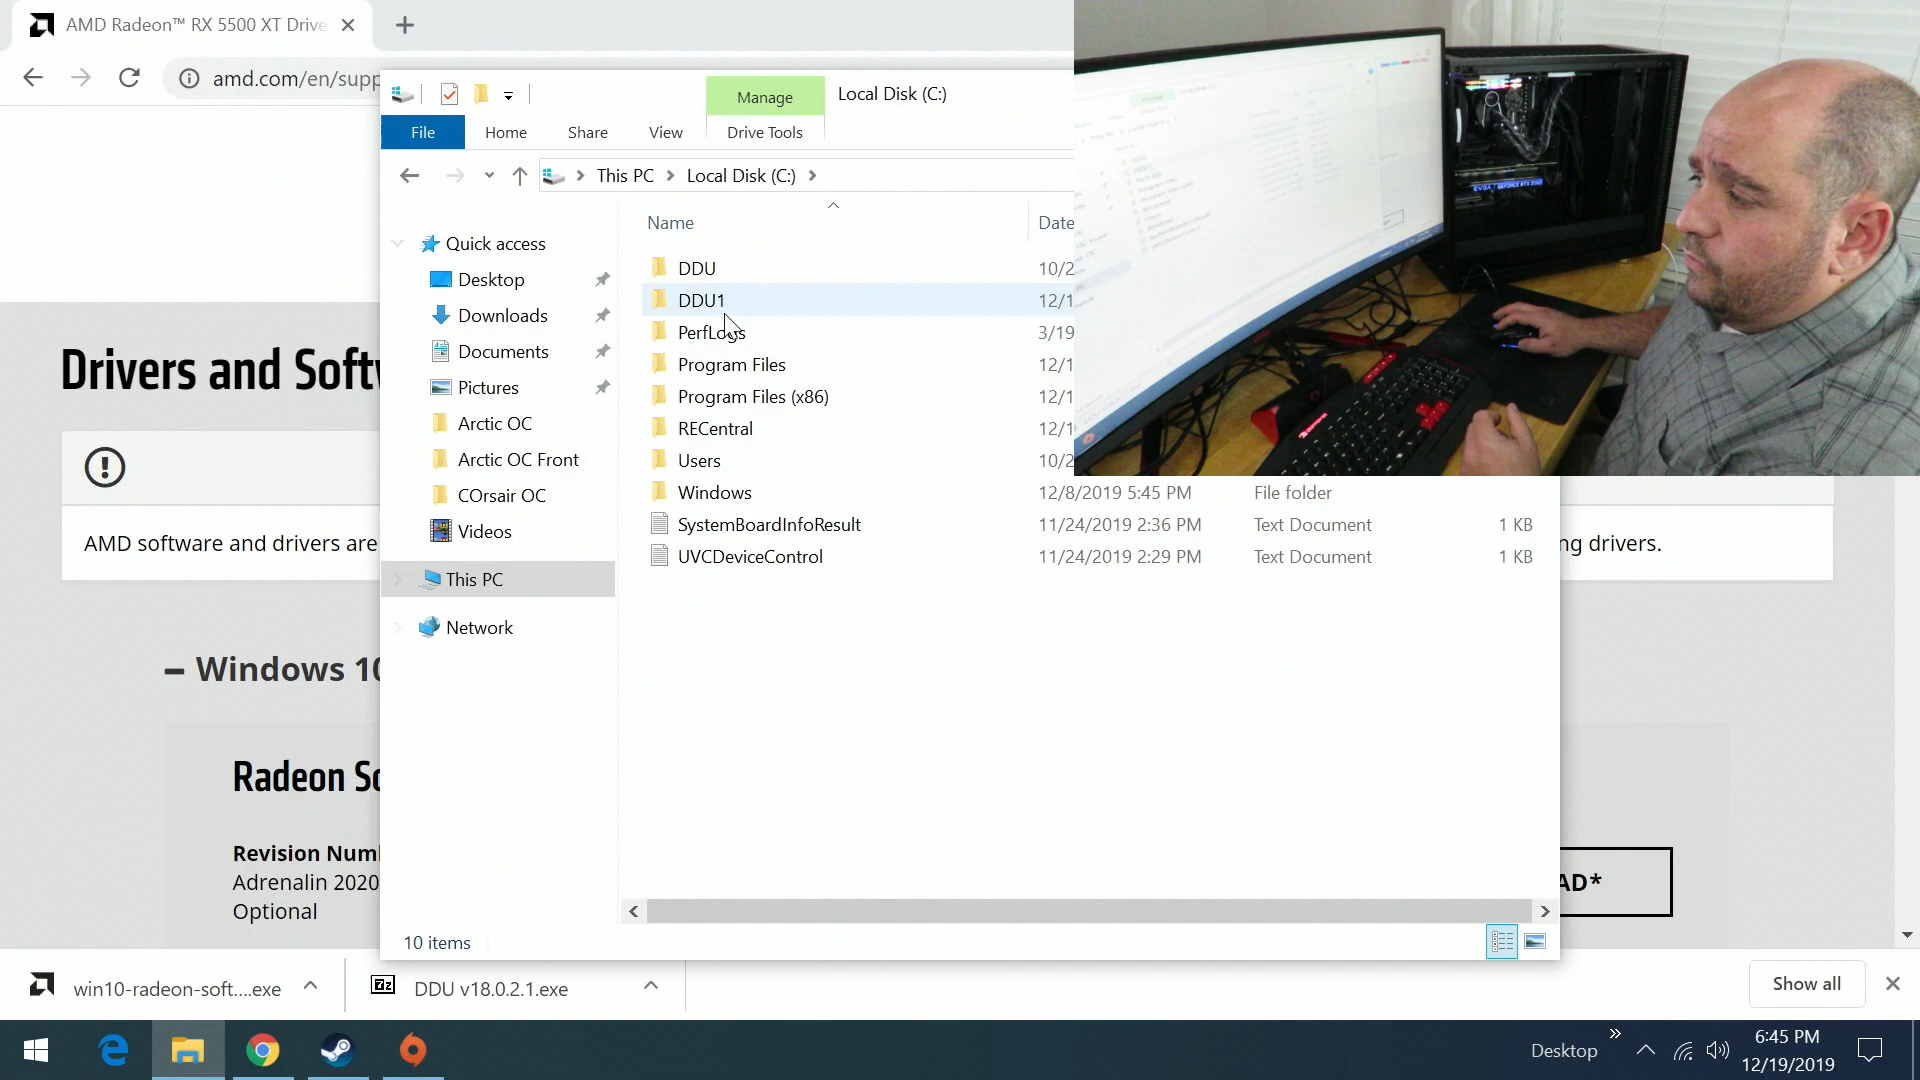 AMD Radeon™ RX 5500 XT Drive
amd.com/en/supp
Manage
Local Disk (C:)
File
Home
Share
View
Drive Tools
This PC
Local Disk (C:)
Name
Date
Quick access
Desktop
Downloads
Documents
Pictures
Arctic OC
Arctic OC Front
COrsair OC
Videos
This PC
Network
DDU 10/2
DDU1 12/1
PerfLogs 3/19
Program Files 12/1
Program Files (x86) 12/1
RECentral 12/1
Users 10/2
Windows 12/8/2019 5:45 PM File folder
SystemBoardInfoResult 11/24/2019 2:36 PM Text Document 1 KB
UVCDeviceControl 11/24/2019 2:29 PM Text Document 1 KB
10 items
Drivers and Softw
AMD software and drivers are
ng drivers.
Windows 10
Radeon So
Revision Num
Adrenalin 2020
Optional
AD*
win10-radeon-soft....exe
DDU v18.0.2.1.exe
Show all
Desktop
6:45 PM
12/19/2019